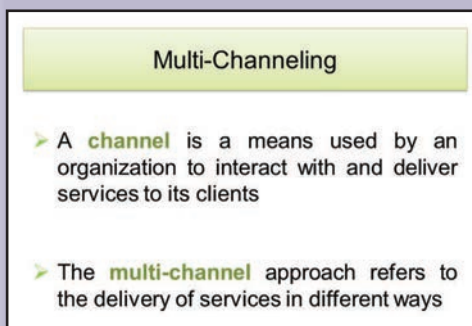 Multi-Channeling
➢ A channel is a means used by an
organization to interact with and deliver
services to its clients
➢ The multi-channel approach refers to
the delivery of services in different ways